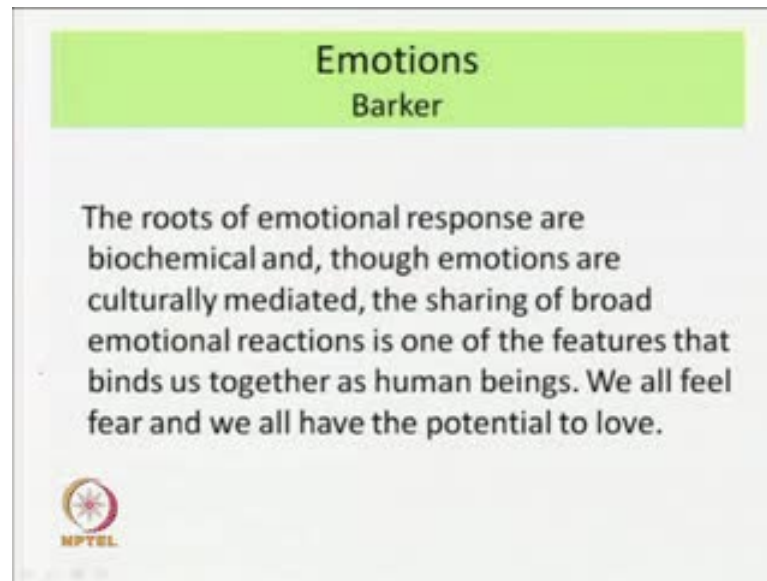 Emotions
Barker
The roots of emotional response are
biochemical and, though emotions are
culturally mediated, the sharing of broad
emotional reactions is one of the features that
binds us together as human beings. We all feel
fear and we all have the potential to love.
NPTEL